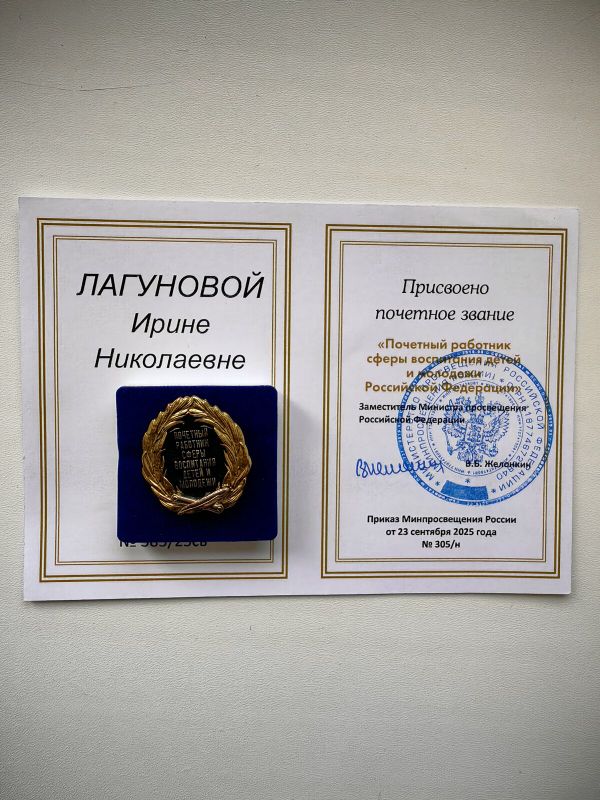 ЛАГУНОВОЙ
Ирине
Николаевне
ПОЧЕТНЫЙ
РАБОТНИК
СФЕРЫ
ВОСПИТАНИЯ
ДЕТЕЙ И
МОЛОДЕЖИ
Присвоено
почетное звание
«Почетный работник
сферы воспитания детей
и молодежи
Российской Федерации»
Заместитель Министра просвещения
Российской Федерации
В.Б. Желонкин
Приказ Минпросвещения России
от 23 сентября 2025 года
№ 305/н